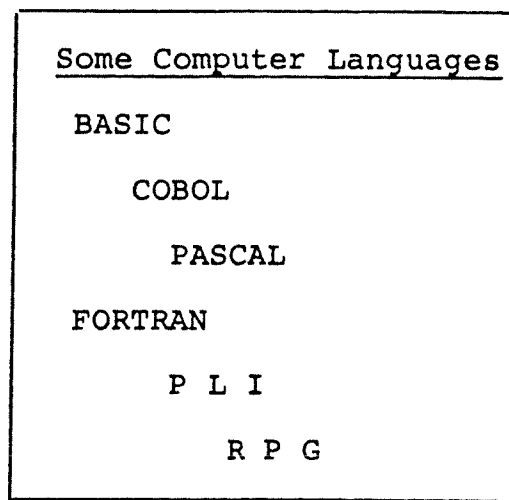 Some Computer Languages
BASIC
COBOL
PASCAL
FORTRAN
P L I
R P G